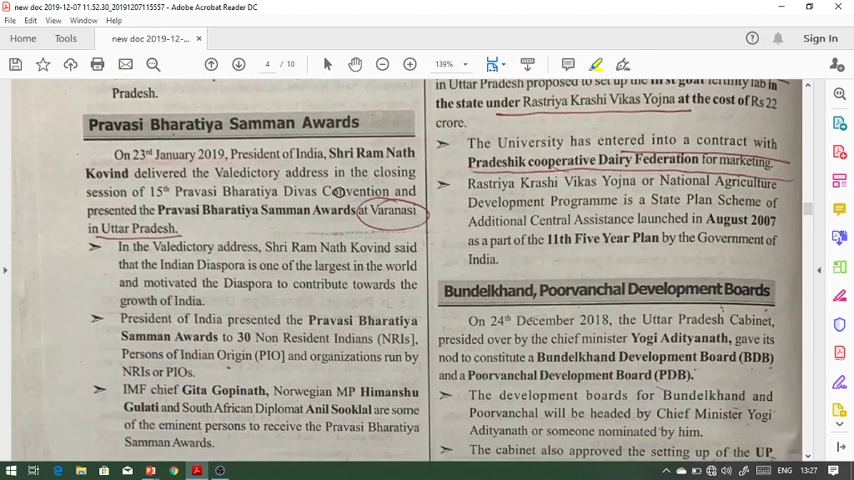 new doc 2019-12-07 11.52.30_20191207115557 - Adobe Acrobat Reader DC
File Edit View Window Help
Home Tools new doc 2019-12-... × Sign In
4 / 10 139%
Pradesh.
Pravasi Bharatiya Samman Awards
On 23rd January 2019, President of India, Shri Ram Nath
Kovind delivered the Valedictory address in the closing
session of 15th Pravasi Bharatiya Divas Convention and
presented the Pravasi Bharatiya Samman Awards at Varanasi
in Uttar Pradesh.
➤ In the Valedictory address, Shri Ram Nath Kovind said
that the Indian Diaspora is one of the largest in the world
and motivated the Diaspora to contribute towards the
growth of India.
➤ President of India presented the Pravasi Bharatiya
Samman Awards to 30 Non Resident Indians (NRIs],
Persons of Indian Origin (PIO] and organizations run by
NRIs or PIOs.
➤ IMF chief Gita Gopinath, Norwegian MP Himanshu
Gulati and South African Diplomat Anil Sooklal are some
of the eminent persons to receive the Pravasi Bharatiya
Samman Awards.
in Uttar Pradesh proposed to set up the first goat fertility lab in
the state under Rastriya Krashi Vikas Yojna at the cost of Rs 22
crore.
➤ The University has entered into a contract with
Pradeshik cooperative Dairy Federation for marketing.
➤ Rastriya Krashi Vikas Yojna or National Agriculture
Development Programme is a State Plan Scheme of
Additional Central Assistance launched in August 2007
as a part of the 11th Five Year Plan by the Government of
India.
Bundelkhand, Poorvanchal Development Boards
On 24th December 2018, the Uttar Pradesh Cabinet,
presided over by the chief minister Yogi Adityanath, gave its
nod to constitute a Bundelkhand Development Board (BDB)
and a Poorvanchal Development Board (PDB).
➤ The development boards for Bundelkhand and
Poorvanchal will be headed by Chief Minister Yogi
Adityanath or someone nominated by him.
➤ The cabinet also approved the setting up of the UP
ENG 13:27